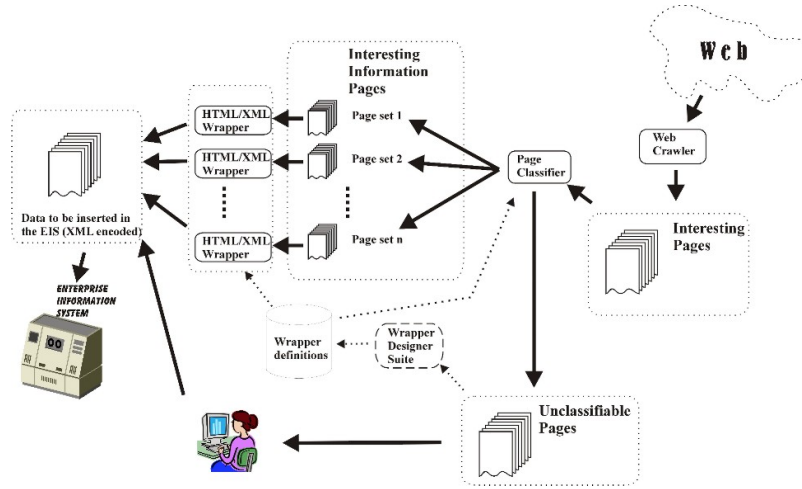 Web
Interesting
Information
Pages
HTML/XML
Wrapper
Page set 1
Web
Crawler
HTML/XML
Wrapper
Page set 2
Page
Classifier
Data to be inserted in
the EIS (XML encoded)
HTML/XML
Wrapper
Page set n
Interesting
Pages
ENTERPRISE
INFORMATION
SYSTEM
Wrapper
definitions
Wrapper
Designer
Suite
Unclassifiable
Pages